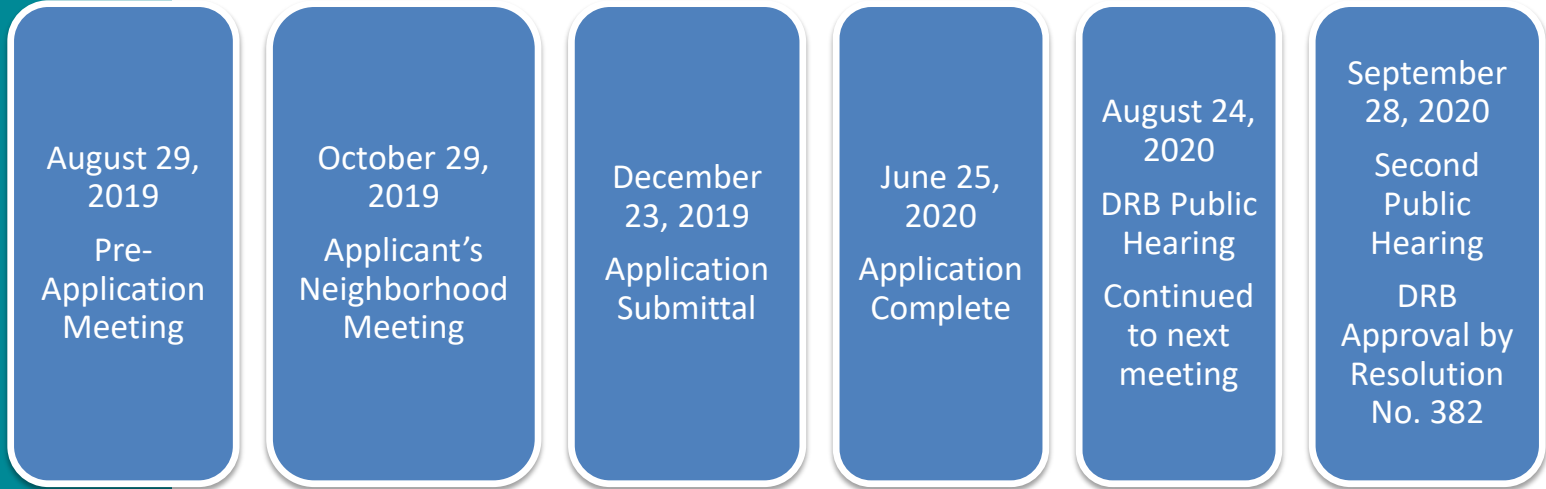 August 29,
2019
Pre-
Application
Meeting
October 29,
2019
Applicant’s
Neighborhood
Meeting
December
23, 2019
Application
Submittal
June 25,
2020
Application
Complete
August 24,
2020
DRB Public
Hearing
Continued
to next
meeting
September
28, 2020
Second
Public
Hearing
DRB
Approval by
Resolution
No. 382